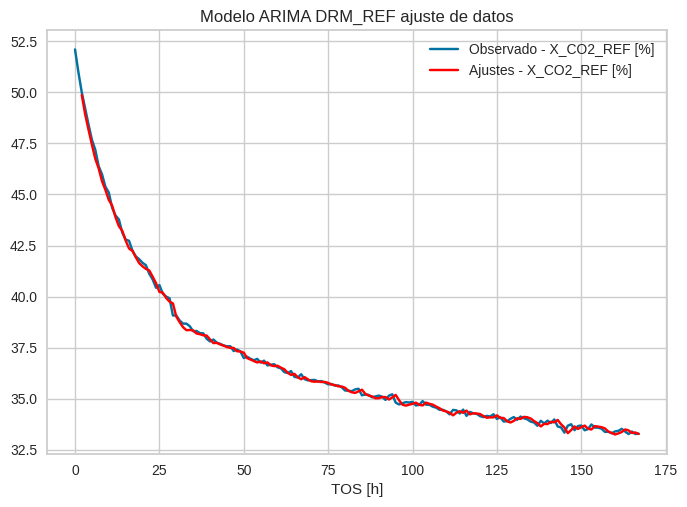 Modelo ARIMA DRM_REF ajuste de datos
Observado - X_CO2_REF [%]
Ajustes - X_CO2_REF [%]
52.5
50.0
47.5
45.0
42.5
40.0
37.5
35.0
32.5
0 25 50 75 100 125 150 175
TOS [h]